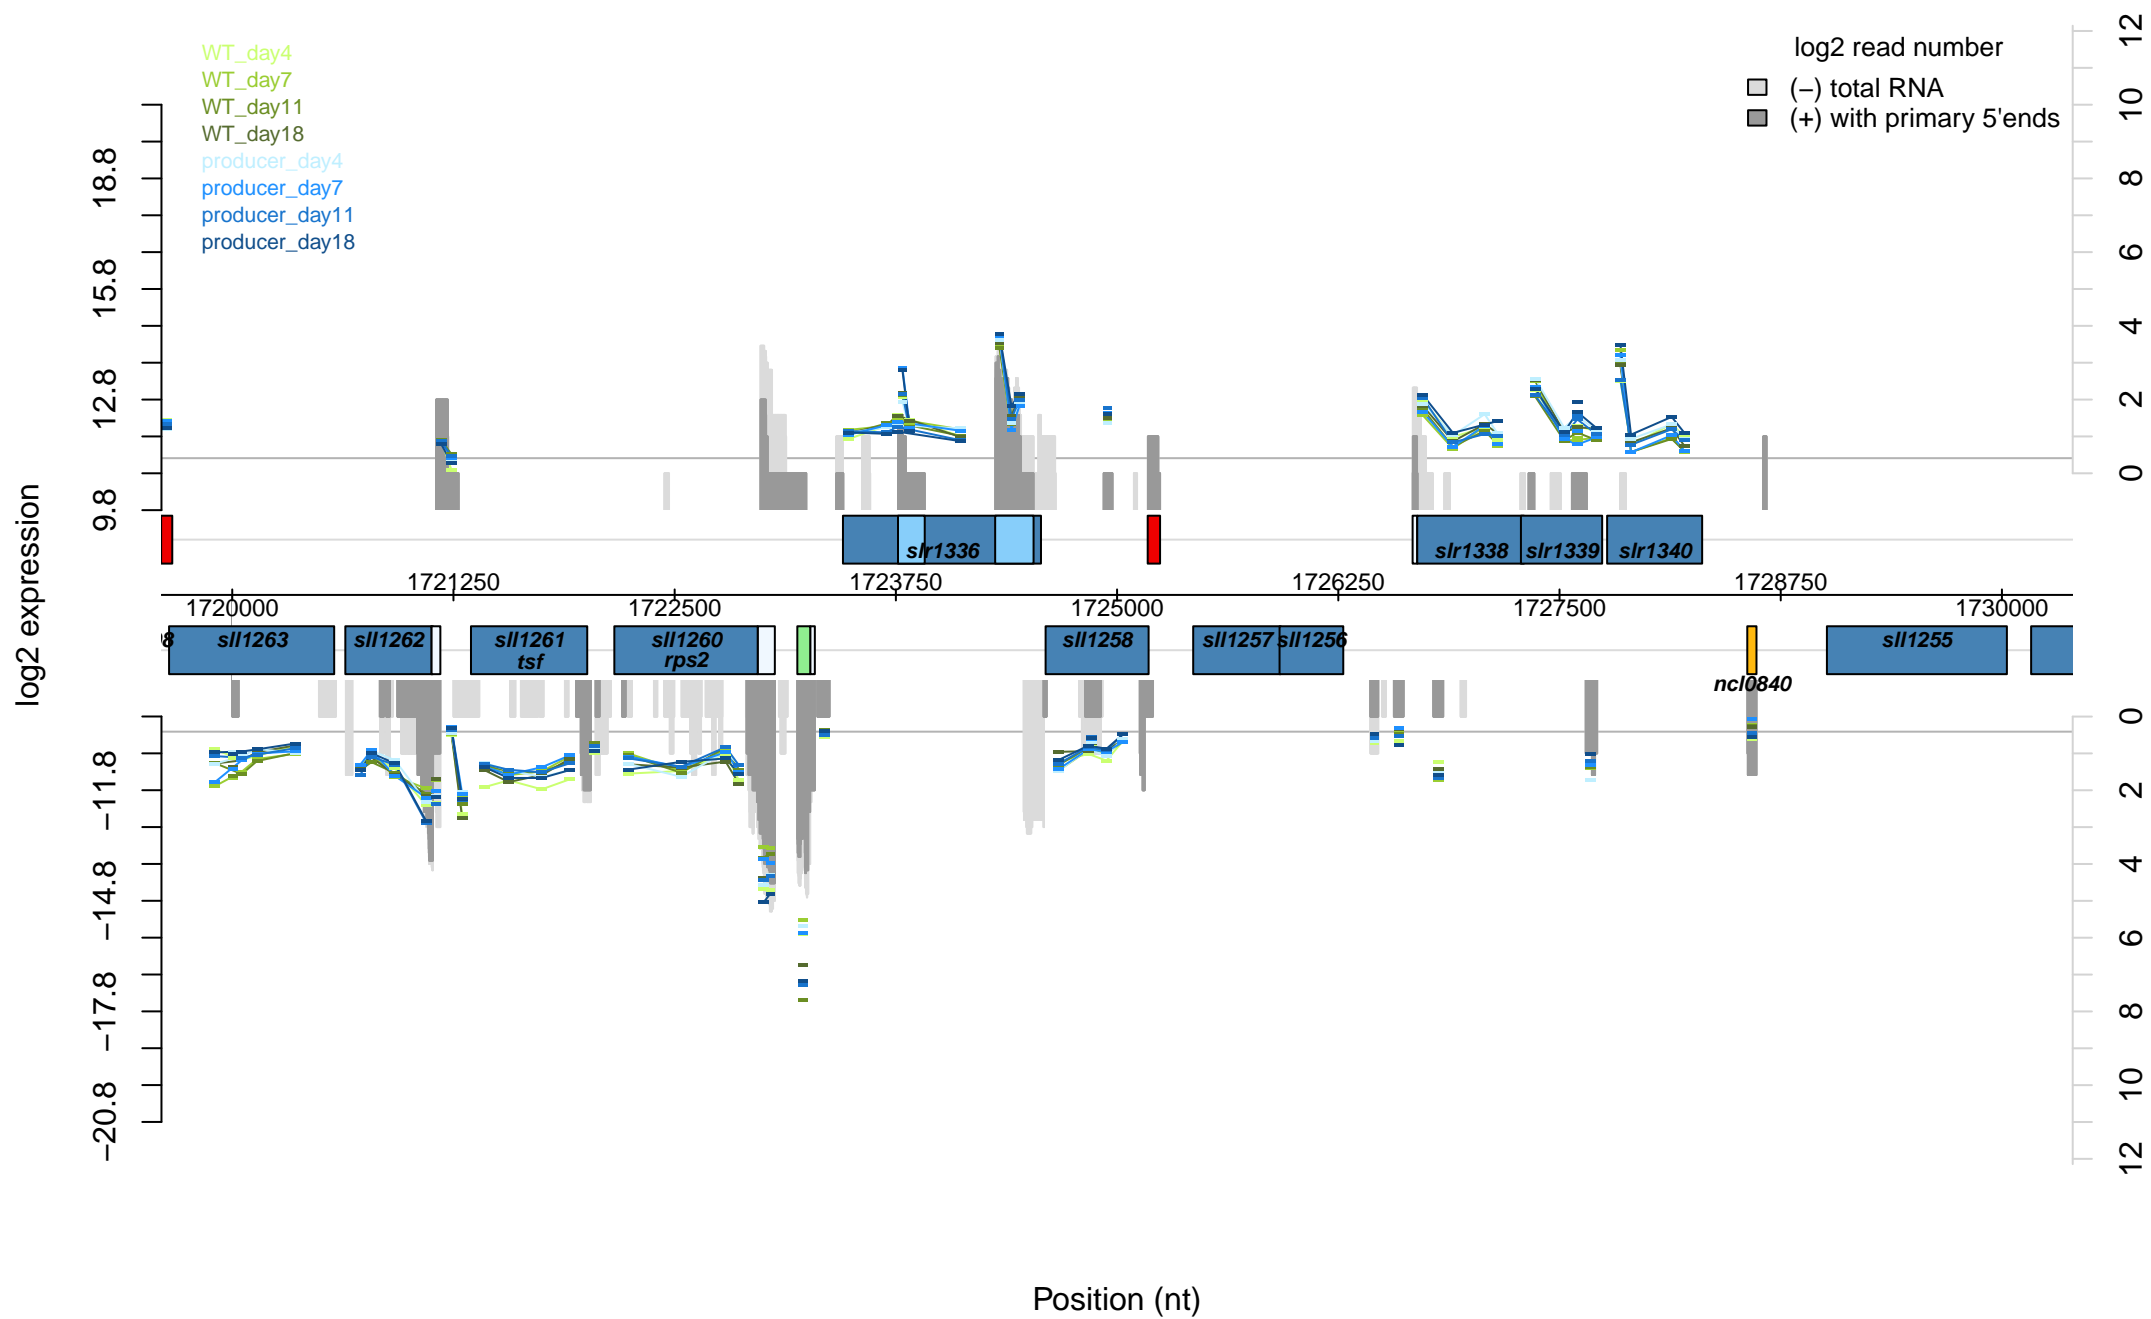 WT_day4
WT_day7
WT_day11
WT_day18
producer_day4
producer_day7
producer_day11
producer_day18
log2 read number
(−) total RNA
(+) with primary 5'ends
log2 expression
18.8
15.8
12.8
9.8
12
10
8
6
4
2
0
slr1336
slr1338
slr1339
slr1340
1721250
1723750
1726250
1728750
1720000
1722500
1725000
1727500
1730000
8
sll1263
sll1262
sll1261
tsf
sll1260
rps2
sll1258
sll1257
sll1256
sll1255
ncl0840
−11.8
−14.8
−17.8
−20.8
0
2
4
6
8
10
12
Position (nt)